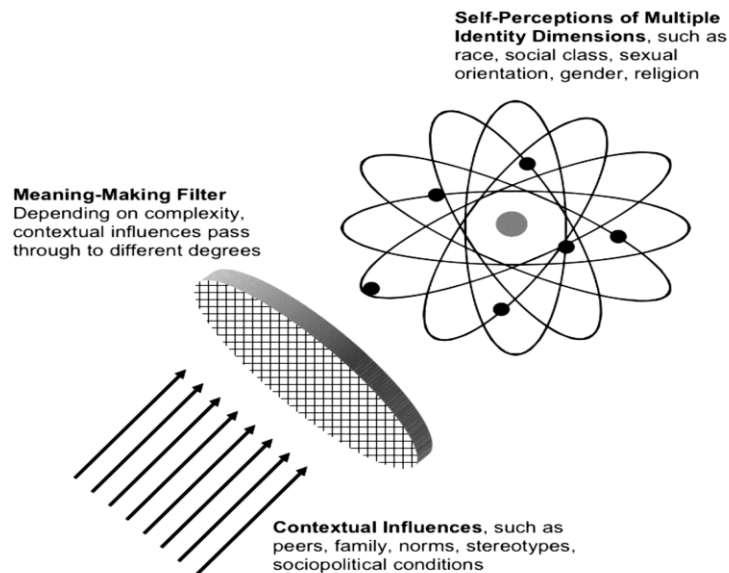 Self-Perceptions of Multiple
Identity Dimensions, such as
race, social class, sexual
orientation, gender, religion
Meaning-Making Filter
Depending on complexity,
contextual influences pass
through to different degrees
Contextual Influences, such as
peers, family, norms, stereotypes,
sociopolitical conditions